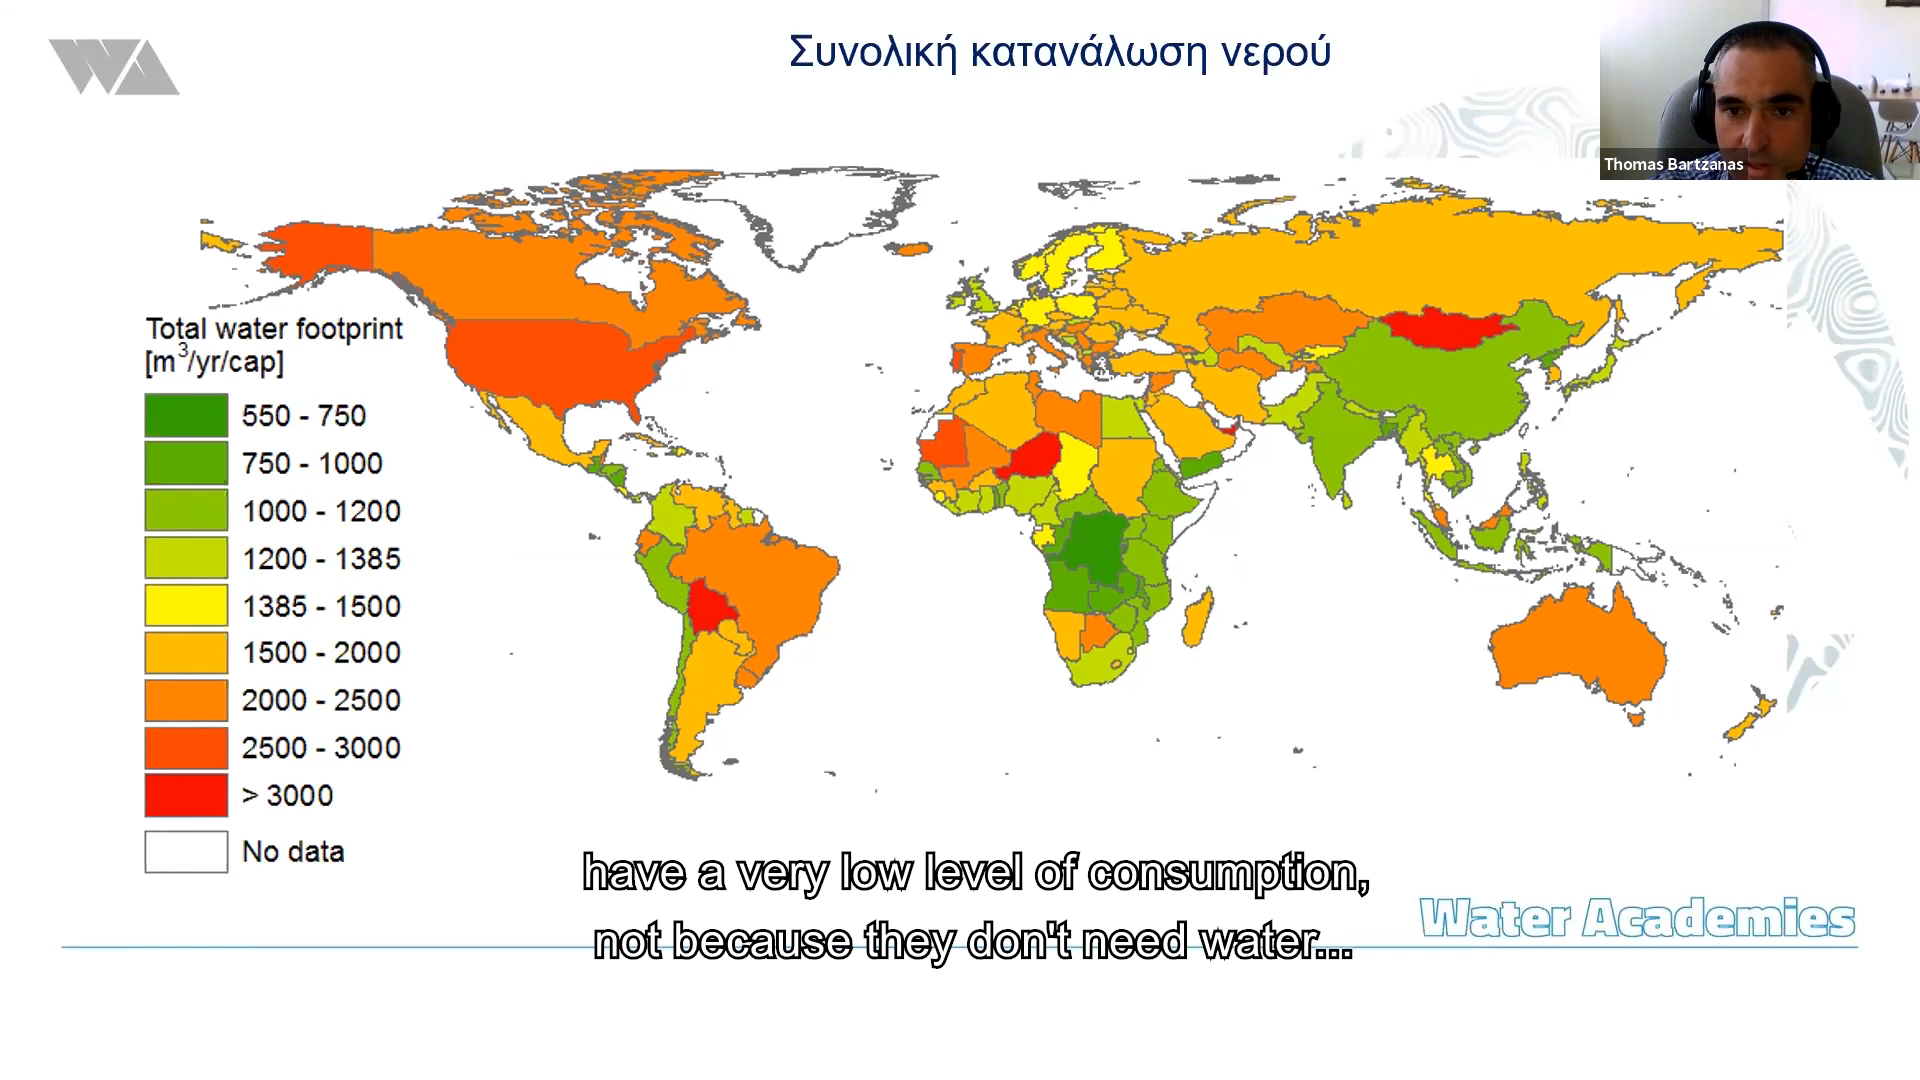 WA
Συνολική κατανάλωση νερού
Thomas Bartzanas
Total water footprint
[m³/yr/cap]
550 - 750
750 - 1000
1000 - 1200
1200 - 1385
1385 - 1500
1500 - 2000
2000 - 2500
2500 - 3000
> 3000
No data
have a very low level of consumption,
not because they don't need water...
Water Academies